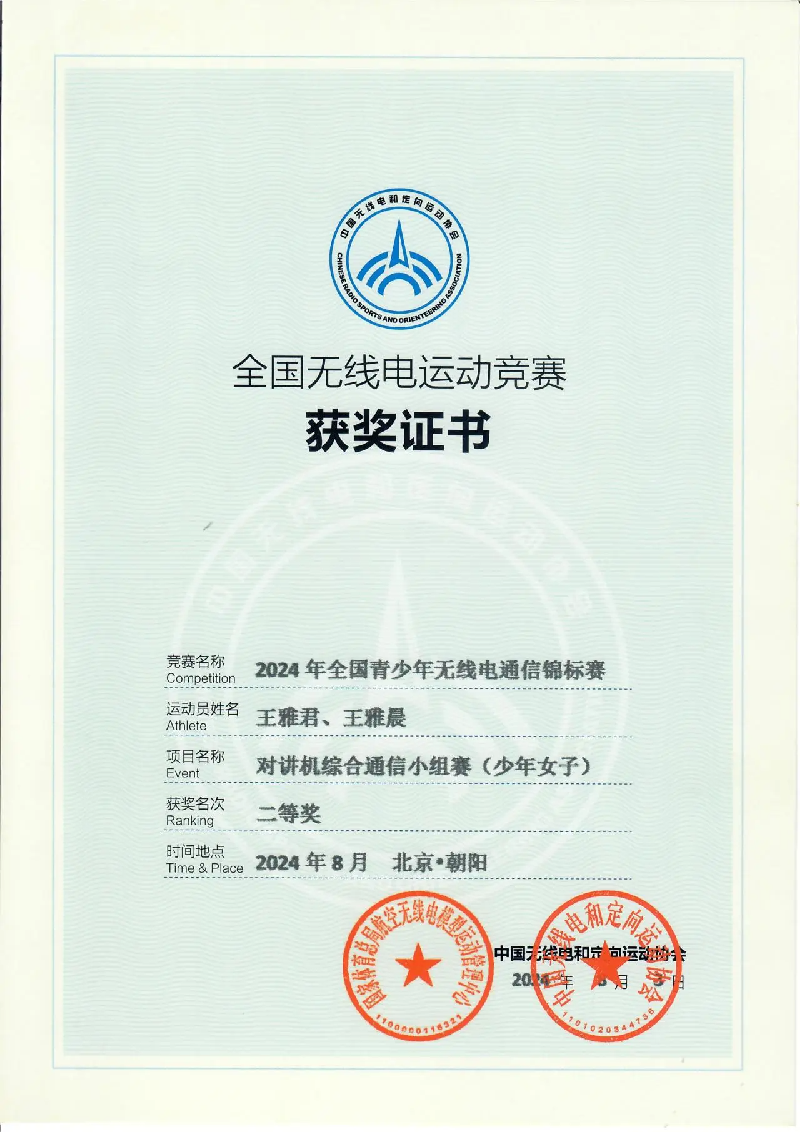 中国无线电和定向运动协会
CHINESE RADIO SPORTS AND ORIENTEERING ASSOCIATION
全国无线电运动竞赛
获奖证书
竞赛名称 2024 年全国青少年无线电通信锦标赛
Competition
运动员姓名 王雅君、王雅晨
Athlete
项目名称 对讲机综合通信小组赛（少年女子）
Event
获奖名次 二等奖
Ranking
时间地点 2024 年 8 月 北京•朝阳
Time & Place
国家体育总局航空无线电模型运动管理中心
中国无线电和定向运动协会
2024 年 月 日
中国无线电和定向运动协会